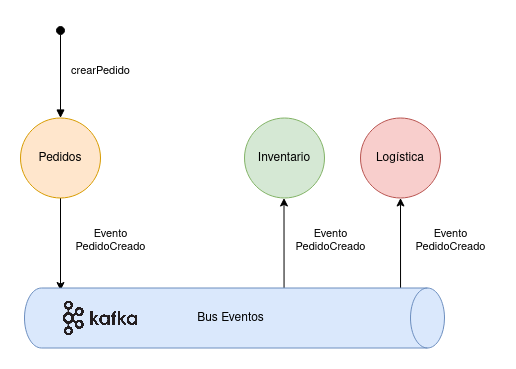 crearPedido
Pedidos
Inventario
Logística
Evento
PedidoCreado
Evento
PedidoCreado
Evento
PedidoCreado
kafka
Bus Eventos